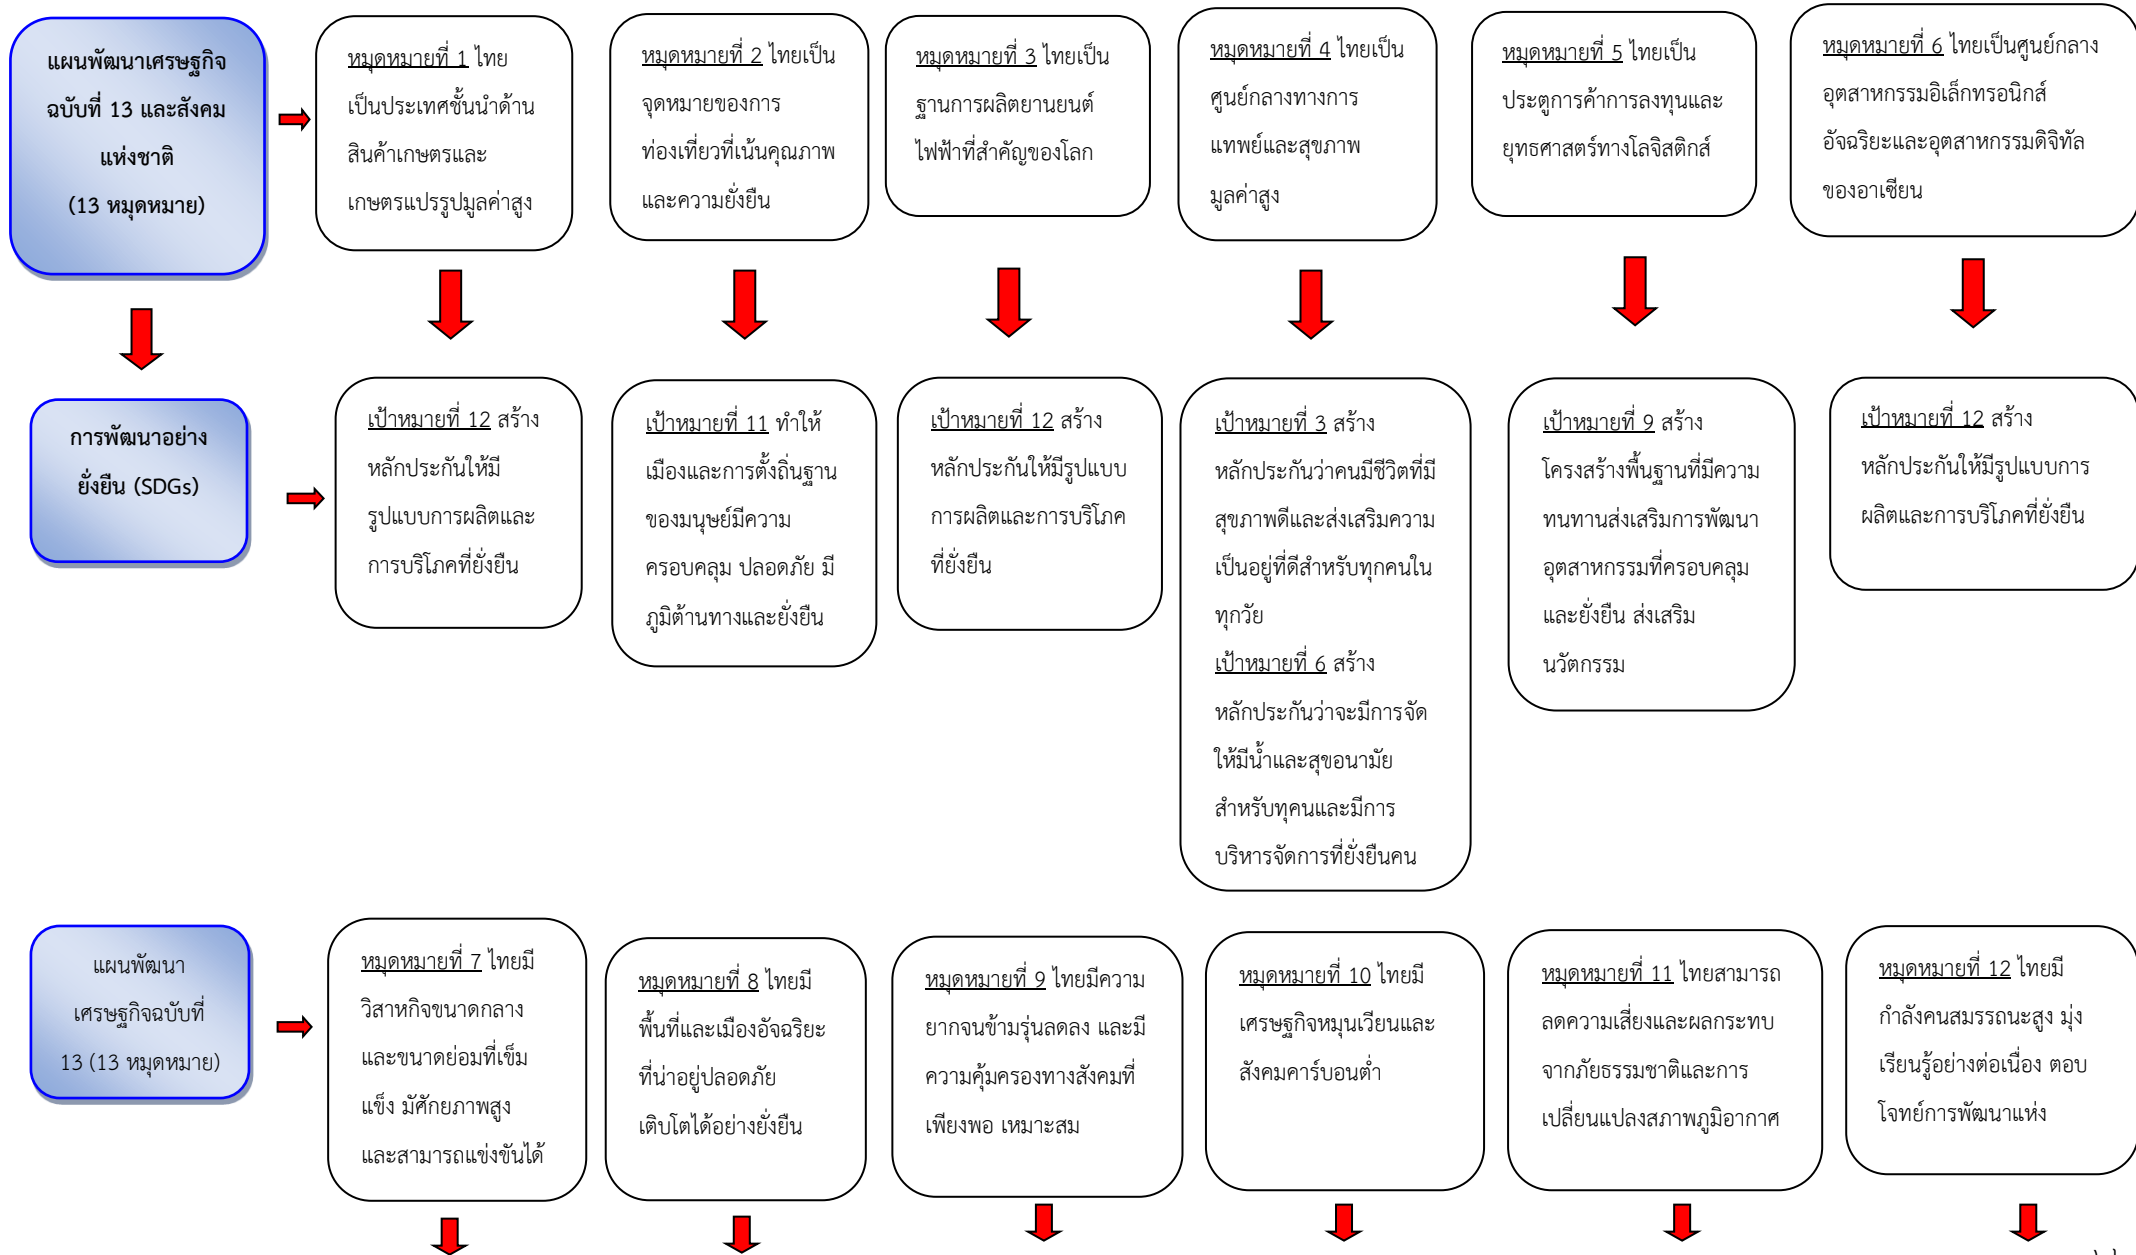 แผนพัฒนาเศรษฐกิจ
ฉบับที่ 13 และสังคม
แห่งชาติ
(13 หมุดหมาย)
หมุดหมายที่ 1 ไทย
เป็นประเทศชั้นนำด้าน
สินค้าเกษตรและ
เกษตรแปรรูปมูลค่าสูง
หมุดหมายที่ 2 ไทยเป็น
จุดหมายของการ
ท่องเที่ยวที่เน้นคุณภาพ
และความยั่งยืน
หมุดหมายที่ 3 ไทยเป็น
ฐานการผลิตยานยนต์
ไฟฟ้าที่สำคัญของโลก
หมุดหมายที่ 4 ไทยเป็น
ศูนย์กลางทางการ
แทพย์และสุขภาพ
มูลค่าสูง
หมุดหมายที่ 5 ไทยเป็น
ประตูการค้าการลงทุนและ
ยุทธศาสตร์ทางโลจิสติกส์
หมุดหมายที่ 6 ไทยเป็นศูนย์กลาง
อุตสาหกรรมอิเล็กทรอนิกส์
อัจฉริยะและอุตสาหกรรมดิจิทัล
ของอาเซียน
การพัฒนาอย่าง
ยั่งยืน (SDGs)
เป้าหมายที่ 12 สร้าง
หลักประกันให้มี
รูปแบบการผลิตและ
การบริโภคที่ยั่งยืน
เป้าหมายที่ 11 ทำให้
เมืองและการตั้งถิ่นฐาน
ของมนุษย์มีความ
ครอบคลุม ปลอดภัย มี
ภูมิต้านทางและยั่งยืน
เป้าหมายที่ 12 สร้าง
หลักประกันให้มีรูปแบบ
การผลิตและการบริโภค
ที่ยั่งยืน
เป้าหมายที่ 3 สร้าง
หลักประกันว่าคนมีชีวิตที่มี
สุขภาพดีและส่งเสริมความ
เป็นอยู่ที่ดีสำหรับทุกคนใน
ทุกวัย
เป้าหมายที่ 6 สร้าง
หลักประกันว่าจะมีการจัด
ให้มีน้ำและสุขอนามัย
สำหรับทุคนและมีการ
บริหารจัดการที่ยั่งยืนคน
เป้าหมายที่ 9 สร้าง
โครงสร้างพื้นฐานที่มีความ
ทนทานส่งเสริมการพัฒนา
อุตสาหกรรมที่ครอบคลุม
และยั่งยืน ส่งเสริม
นวัตกรรม
เป้าหมายที่ 12 สร้าง
หลักประกันให้มีรูปแบบการ
ผลิตและการบริโภคที่ยั่งยืน
แผนพัฒนา
เศรษฐกิจฉบับที่
13 (13 หมุดหมาย)
หมุดหมายที่ 7 ไทยมี
วิสาหกิจขนาดกลาง
และขนาดย่อมที่เข็ม
แข็ง มัศักยภาพสูง
และสามารถแข่งขันได้
หมุดหมายที่ 8 ไทยมี
พื้นที่และเมืองอัจฉริยะ
ที่น่าอยู่ปลอดภัย
เติบโตได้อย่างยั่งยืน
หมุดหมายที่ 9 ไทยมีความ
ยากจนข้ามรุ่นลดลง และมี
ความคุ้มครองทางสังคมที่
เพียงพอ เหมาะสม
หมุดหมายที่ 10 ไทยมี
เศรษฐกิจหมุนเวียนและ
สังคมคาร์บอนต่ำ
หมุดหมายที่ 11 ไทยสามารถ
ลดความเสี่ยงและผลกระทบ
จากภัยธรรมชาติและการ
เปลี่ยนแปลงสภาพภูมิอากาศ
หมุดหมายที่ 12 ไทยมี
กำลังคนสมรรถนะสูง มุ่ง
เรียนรู้อย่างต่อเนื่อง ตอบ
โจทย์การพัฒนาแห่ง